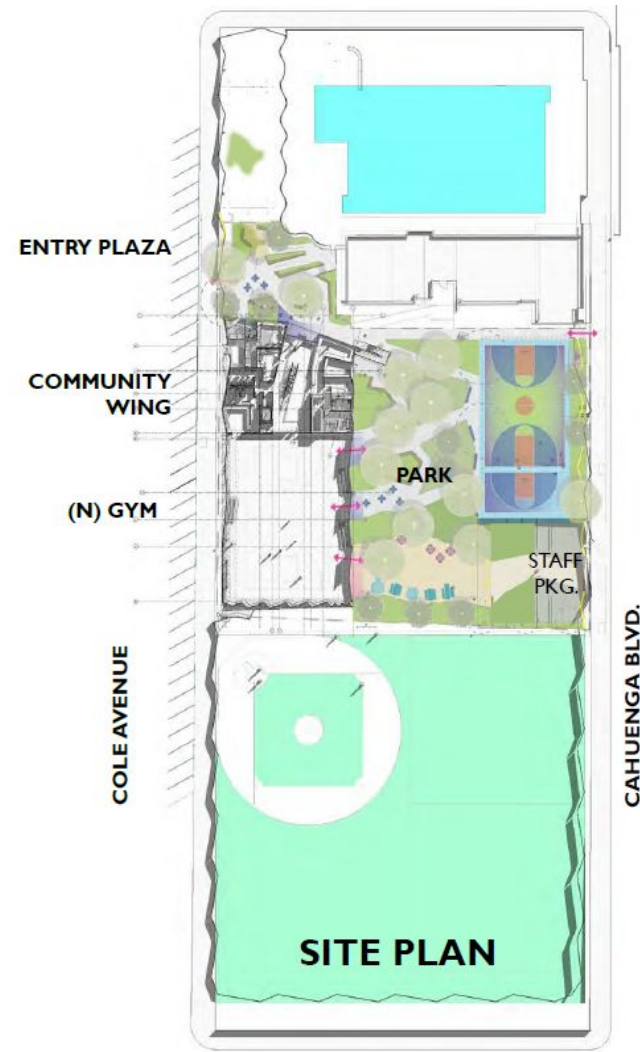 ENTRY PLAZA
COMMUNITY
WING
PARK
(N) GYM
STAFF
PKG.
COLE AVENUE
CAHUENGA BLVD.
SITE PLAN